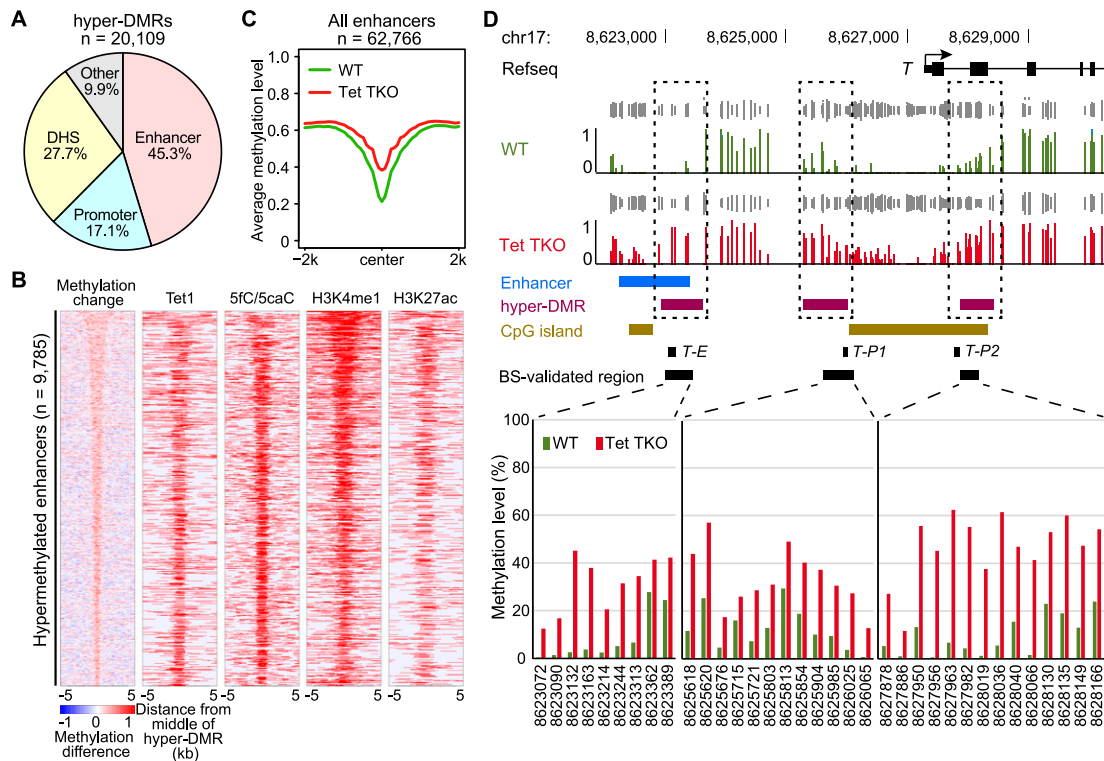 A
hyper-DMRs
n = 20,109
Other
9.9%
DHS
27.7%
Enhancer
45.3%
Promoter
17.1%
B
Methylation
change
Tet1
5fC/5caC
H3K4me1
H3K27ac
Hypermethylated enhancers (n = 9,785)
-5 5 -5 5 -5 5 -5 5 -5 5
-1 0 1
Methylation
difference
Distance from
middle of
hyper-DMR
(kb)
C
All enhancers
n = 62,766
WT
Tet TKO
Average methylation level
1.0
0.8
0.6
0.4
0.2
0
−2k center 2k
D
chr17: 8,623,000 8,625,000 8,627,000 8,629,000
Refseq
T
WT
1
0
Tet TKO
1
0
Enhancer
hyper-DMR
CpG island
T-E T-P1 T-P2
BS-validated region
WT Tet TKO
Methylation level (%)
100
80
60
40
20
0
8623072
8623090
8623132
8623163
8623214
8623244
8623313
8623362
8623389
8625618
8625620
8625676
8625715
8625721
8625803
8625813
8625854
8625904
8625985
8626025
8626065
8627878
8627886
8627950
8627956
8627963
8627982
8628019
8628036
8628040
8628066
8628130
8628135
8628149
8628166